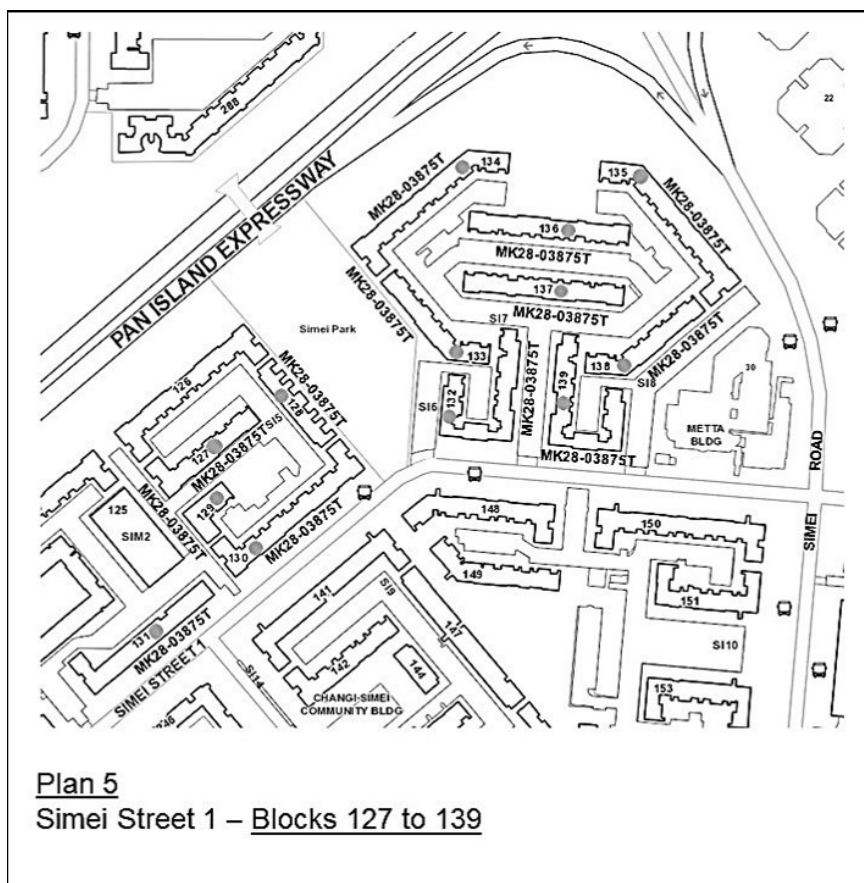 288
22
PAN ISLAND EXPRESSWAY
MK28-03875T
134
135
MK28-03875T
136
MK28-03875T
137
MK28-03875T
MK28-03875T
Simei Park
SI7
133
138
MK28-03875T
SI8
30
METTA
BLDG
132
SI6
MK28-03875T
139
MK28-03875T
126
128
MK28-03875T
127
MK28-03875T
SI5
129
MK28-03875T
125
SIM2
130
MK28-03875T
131
MK28-03875T
SIMEI STREET 1
SIMEI
ROAD
148
149
150
151
SI10
153
141
SI9
147
142
144
SI14
CHANGI-SIMEI
COMMUNITY BLDG
Plan 5
Simei Street 1 – Blocks 127 to 139